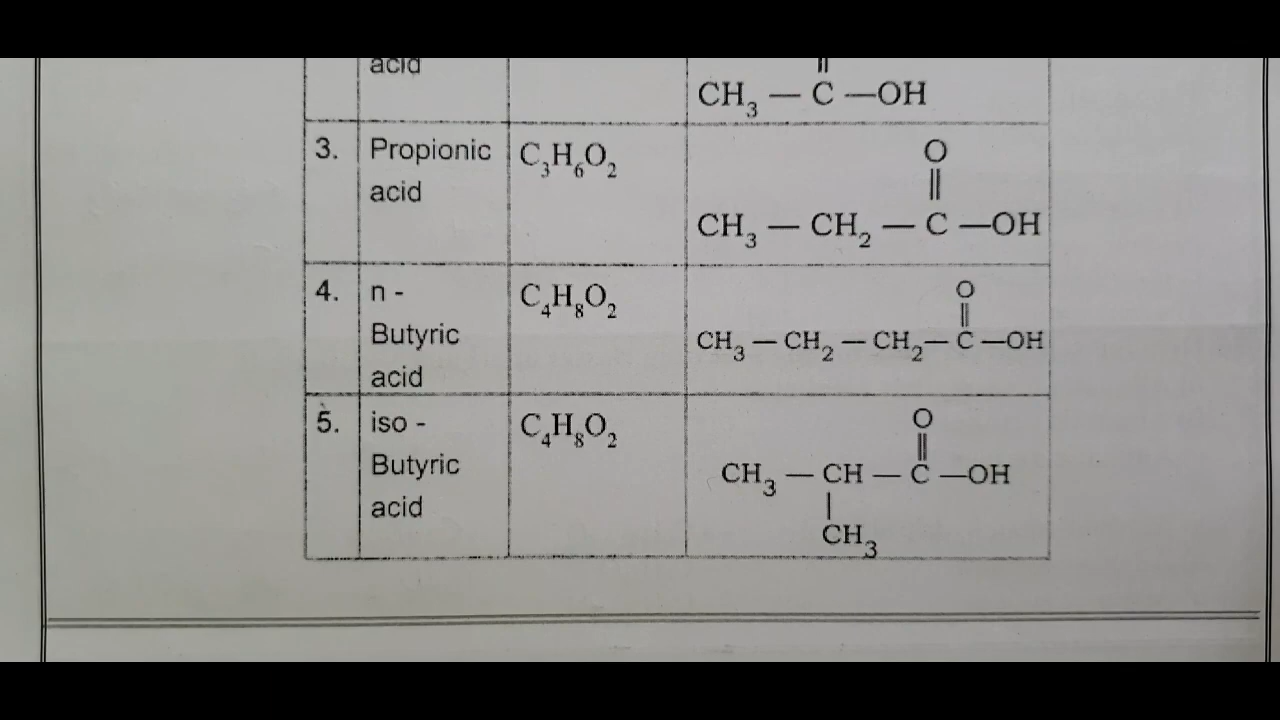 acid
CH₃ — C —OH
3. Propionic acid C₃H₆O₂
O
||
CH₃ — CH₂ — C —OH
4. n - Butyric acid C₄H₈O₂
O
||
CH₃ — CH₂ — CH₂— C —OH
5. iso - Butyric acid C₄H₈O₂
O
||
CH₃ — CH — C —OH
|
CH₃